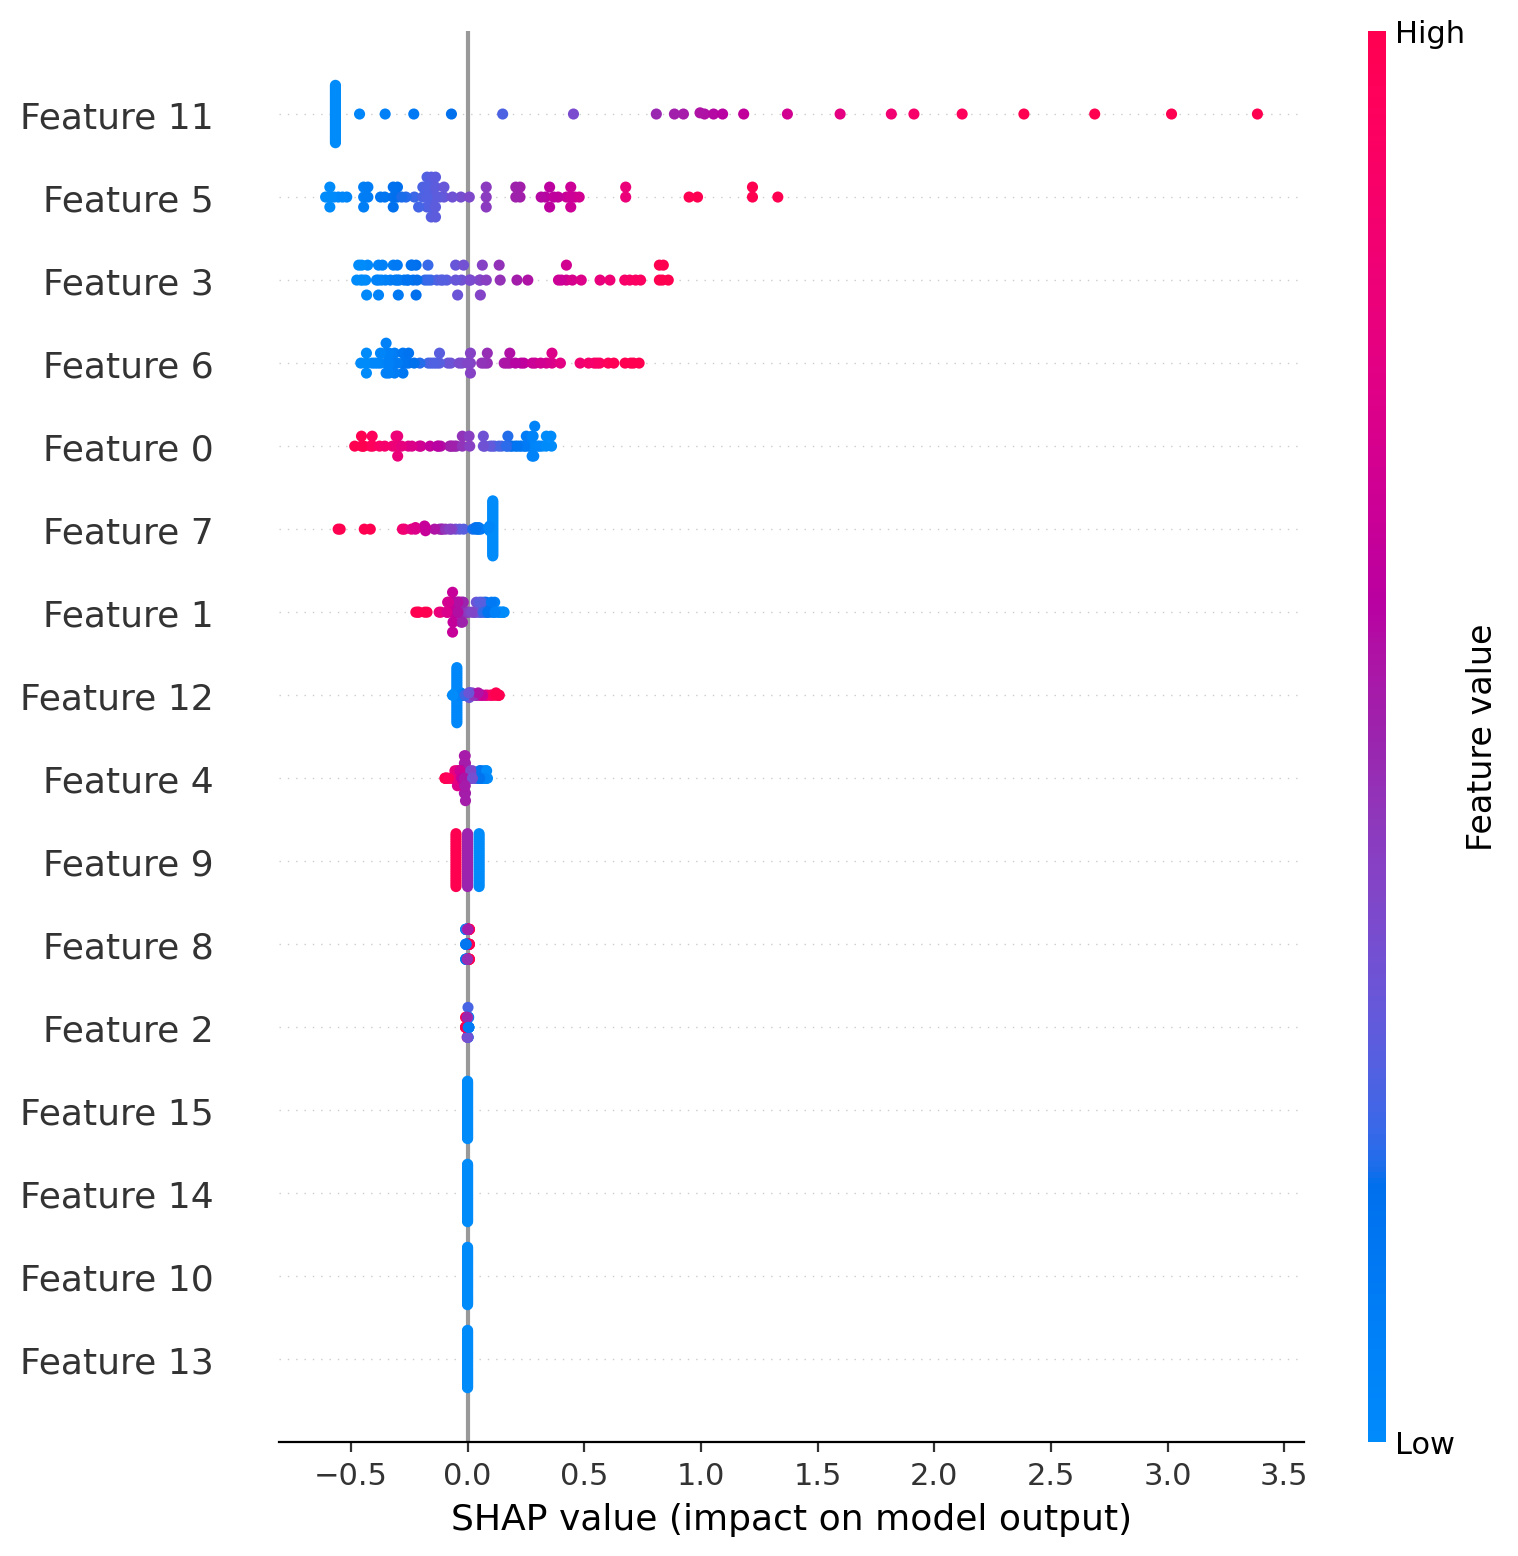 High
Feature 11
Feature 5
Feature 3
Feature 6
Feature 0
Feature 7
Feature 1
Feature 12
Feature 4
Feature 9
Feature 8
Feature 2
Feature 15
Feature 14
Feature 10
Feature 13
Feature value
Low
−0.5 0.0 0.5 1.0 1.5 2.0 2.5 3.0 3.5
SHAP value (impact on model output)